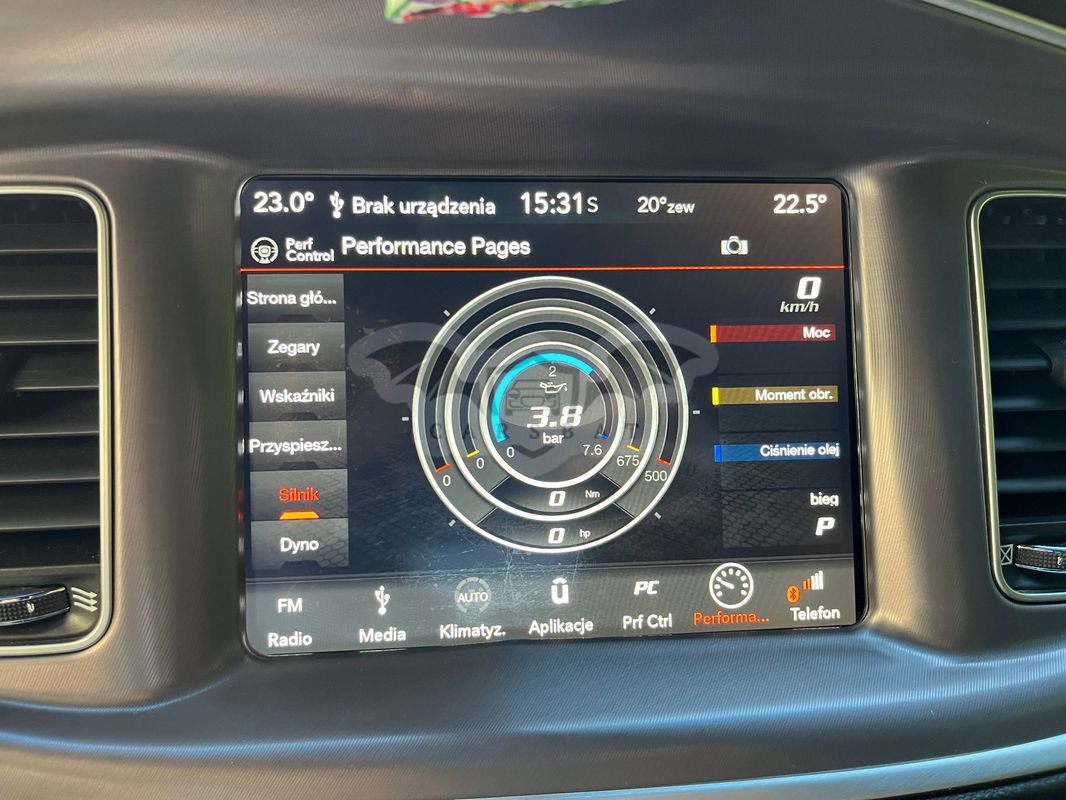 23.0°
Brak urządzenia
15:31 S
20°zew
22.5°
Perf
Control
Performance Pages
Strona głó...
Zegary
Wskaźniki
Przyspiesz...
Silnik
Dyno
2
3.8
bar
0
7.6
0
675
0
500
0 Nm
0 hp
CARSBAT
0
km/h
Moc
Moment obr.
Ciśnienie olej
bieg
P
FM
Radio
Media
AUTO
Klimatyz.
Aplikacje
PC
Prf Ctrl
Performa...
Telefon